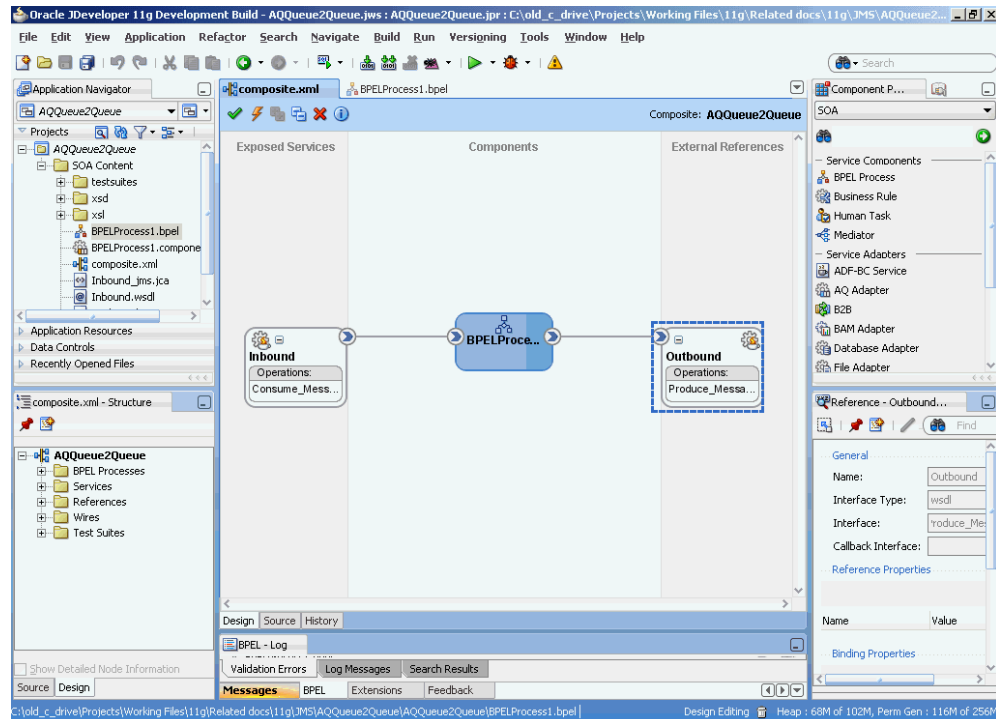 Oracle JDeveloper 11g Development Build - AQQueue2Queue.jws : AQQueue2Queue.jpr : C:\old_c_drive\Projects\Working Files\11g\Related docs\11g\JMS\AQQueue2...
File Edit View Application Refactor Search Navigate Build Run Versioning Tools Window Help
Search
Application Navigator
AQQueue2Queue
Projects
AQQueue2Queue
SOA Content
testsuites
xsd
xsl
BPELProcess1.bpel
BPELProcess1.compone
composite.xml
Inbound_jms.jca
Inbound.wsdl
Application Resources
Data Controls
Recently Opened Files
composite.xml - Structure
AQQueue2Queue
BPEL Processes
Services
References
Wires
Test Suites
Show Detailed Node Information
Source Design
composite.xml BPELProcess1.bpel
Composite: AQQueue2Queue
Exposed Services Components External References
Inbound
Operations:
Consume_Mess...
BPELProce...
Outbound
Operations:
Produce_Messa...
Design Source History
BPEL - Log
Validation Errors Log Messages Search Results
Messages BPEL Extensions Feedback
Component P...
SOA
Service Components
BPEL Process
Business Rule
Human Task
Mediator
Service Adapters
ADF-BC Service
AQ Adapter
B2B
BAM Adapter
Database Adapter
File Adapter
Reference - Outboun...
Find
General
Name: Outbound
Interface Type: wsdl
Interface: roduce_Me
Callback Interface:
Reference Properties
Name Value
Binding Properties
C:\old_c_drive\Projects\Working Files\11g\Related docs\11g\JMS\AQQueue2Queue\AQQueue2Queue\BPELProcess1.bpel Design Editing Heap : 68M of 102M, Perm Gen : 116M of 256M